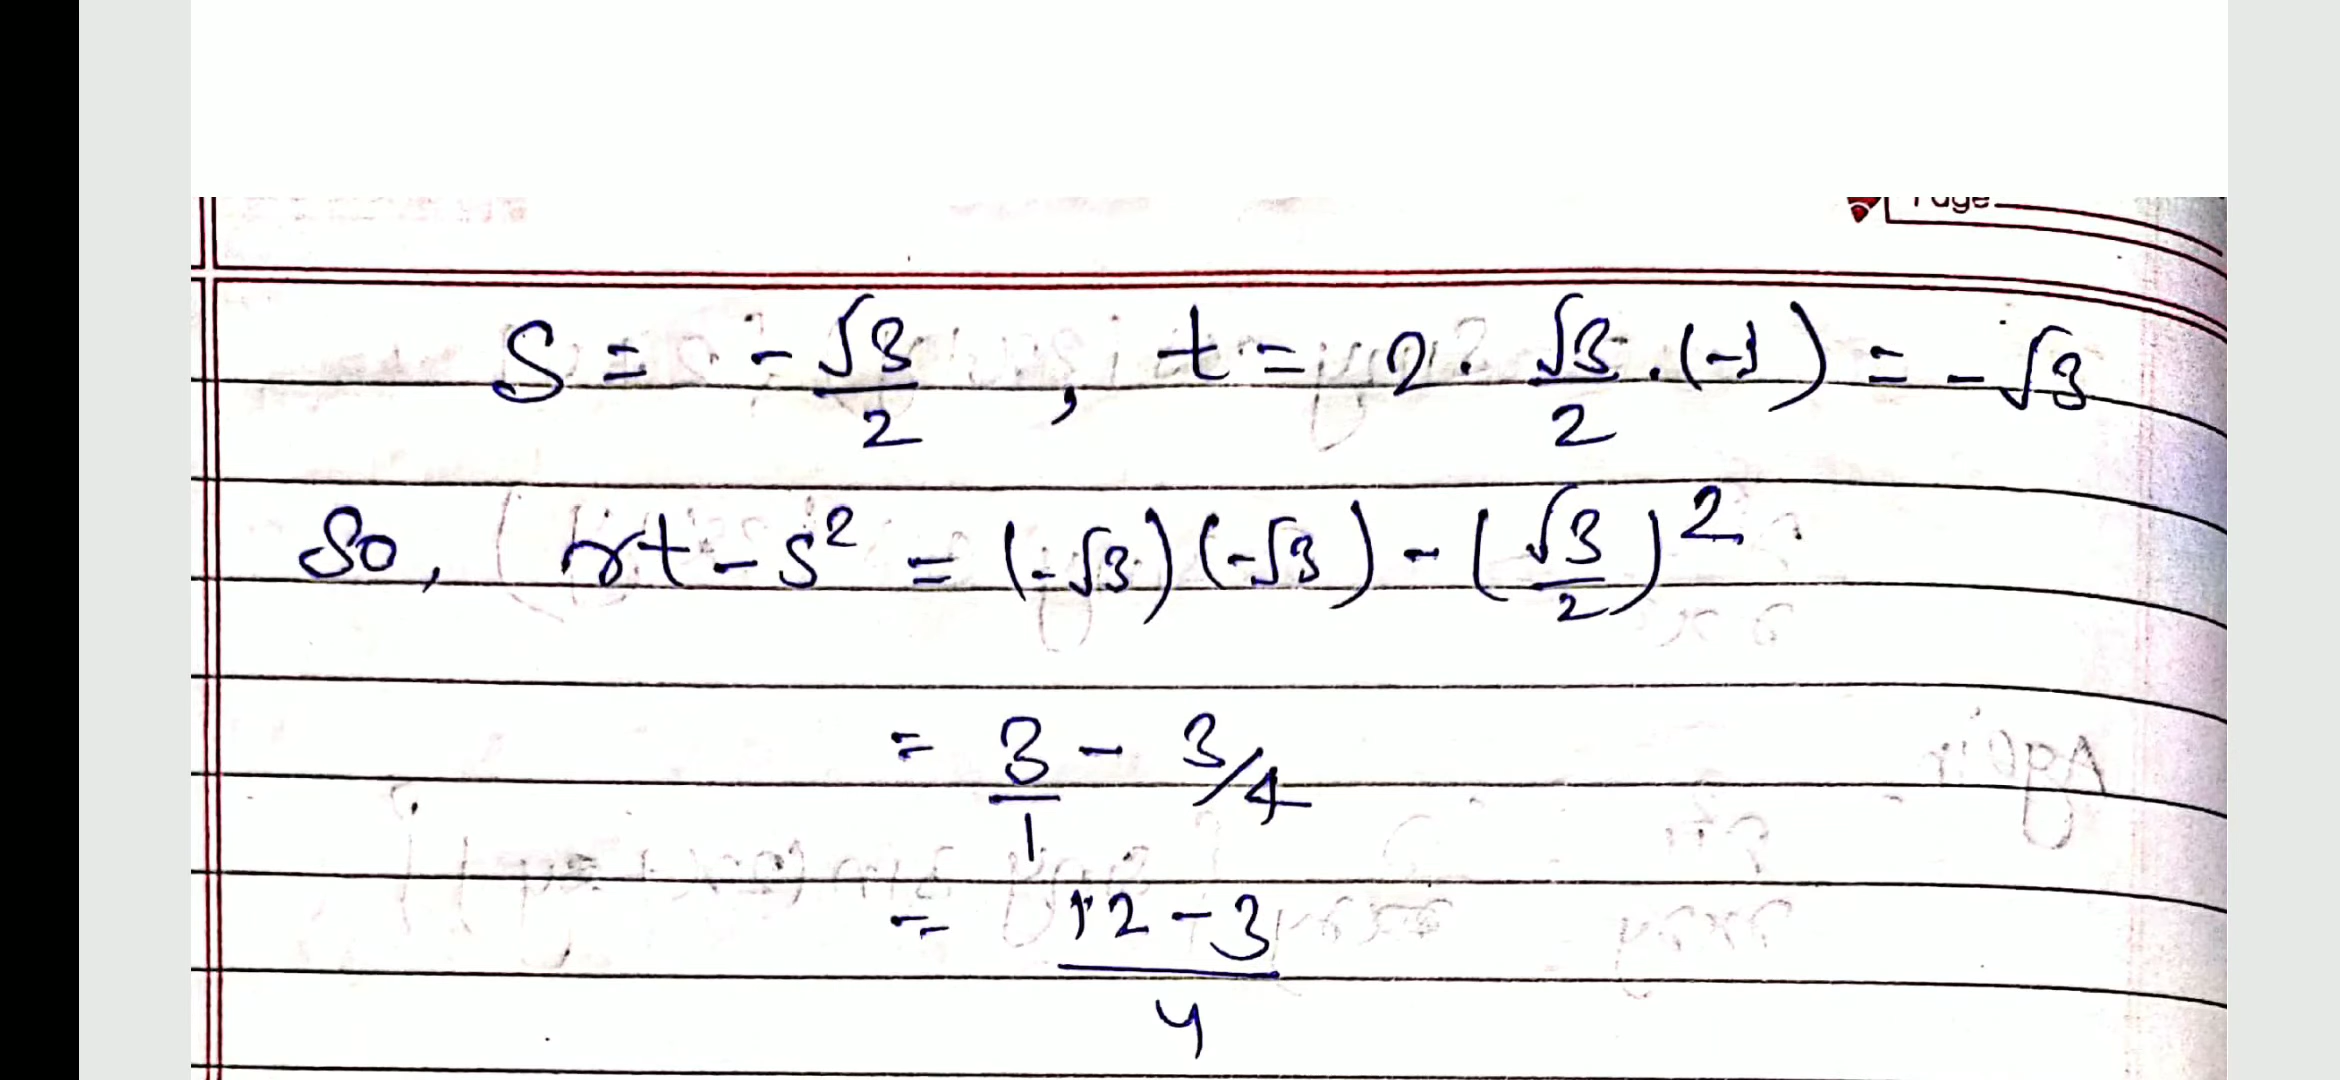 Page
S = -√3/2 , t = 2 . √3/2 . (-1) = -√3
So, rt - s² = (-√3) (-√3) - (√3/2)²
= 3/1 - 3/4
= 12 - 3 / 4